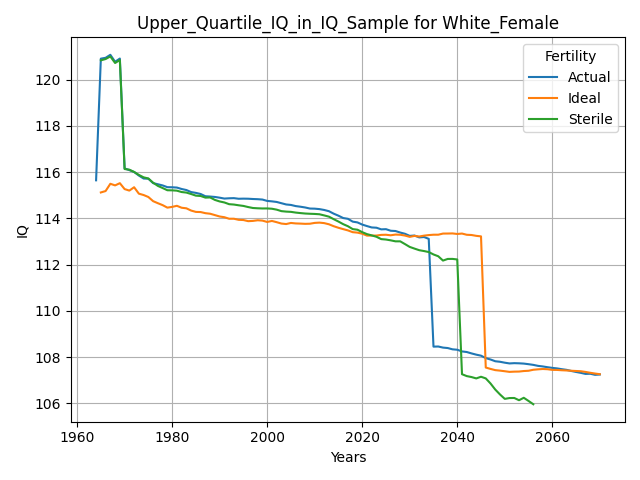 Upper_Quartile_IQ_in_IQ_Sample for White_Female
Fertility
Actual
Ideal
Sterile
IQ
120
118
116
114
112
110
108
106
1960 1980 2000 2020 2040 2060
Years